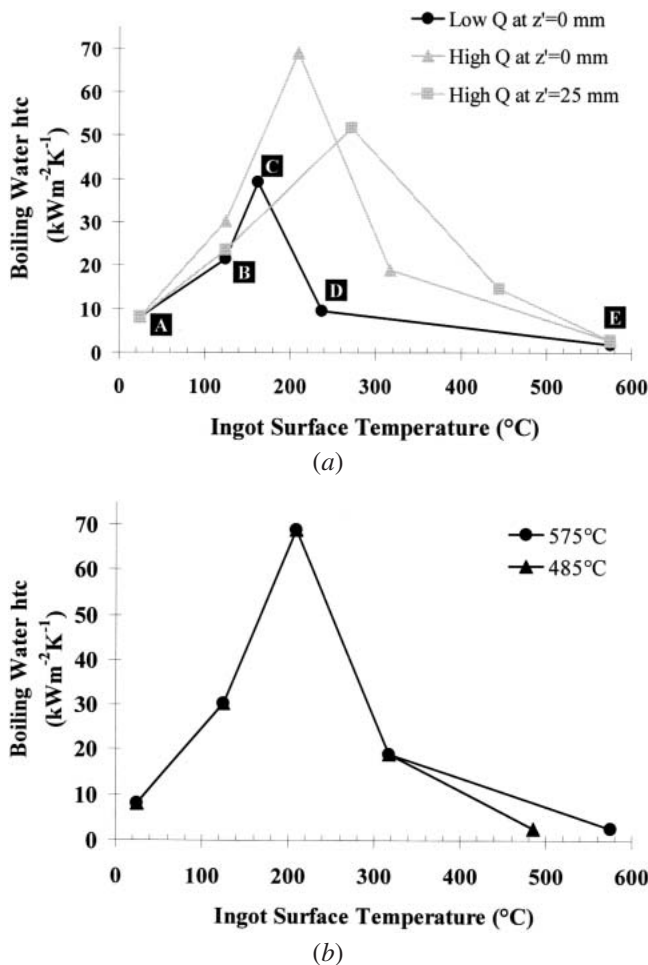 Low Q at z'=0 mm
High Q at z'=0 mm
High Q at z'=25 mm
Boiling Water htc
(kWm⁻²K⁻¹)
70
60
50
40
30
20
10
0
A
B
C
D
E
0 100 200 300 400 500 600
Ingot Surface Temperature (°C)
(a)
575°C
485°C
Boiling Water htc
(kWm⁻²K⁻¹)
70
60
50
40
30
20
10
0
0 100 200 300 400 500 600
Ingot Surface Temperature (°C)
(b)